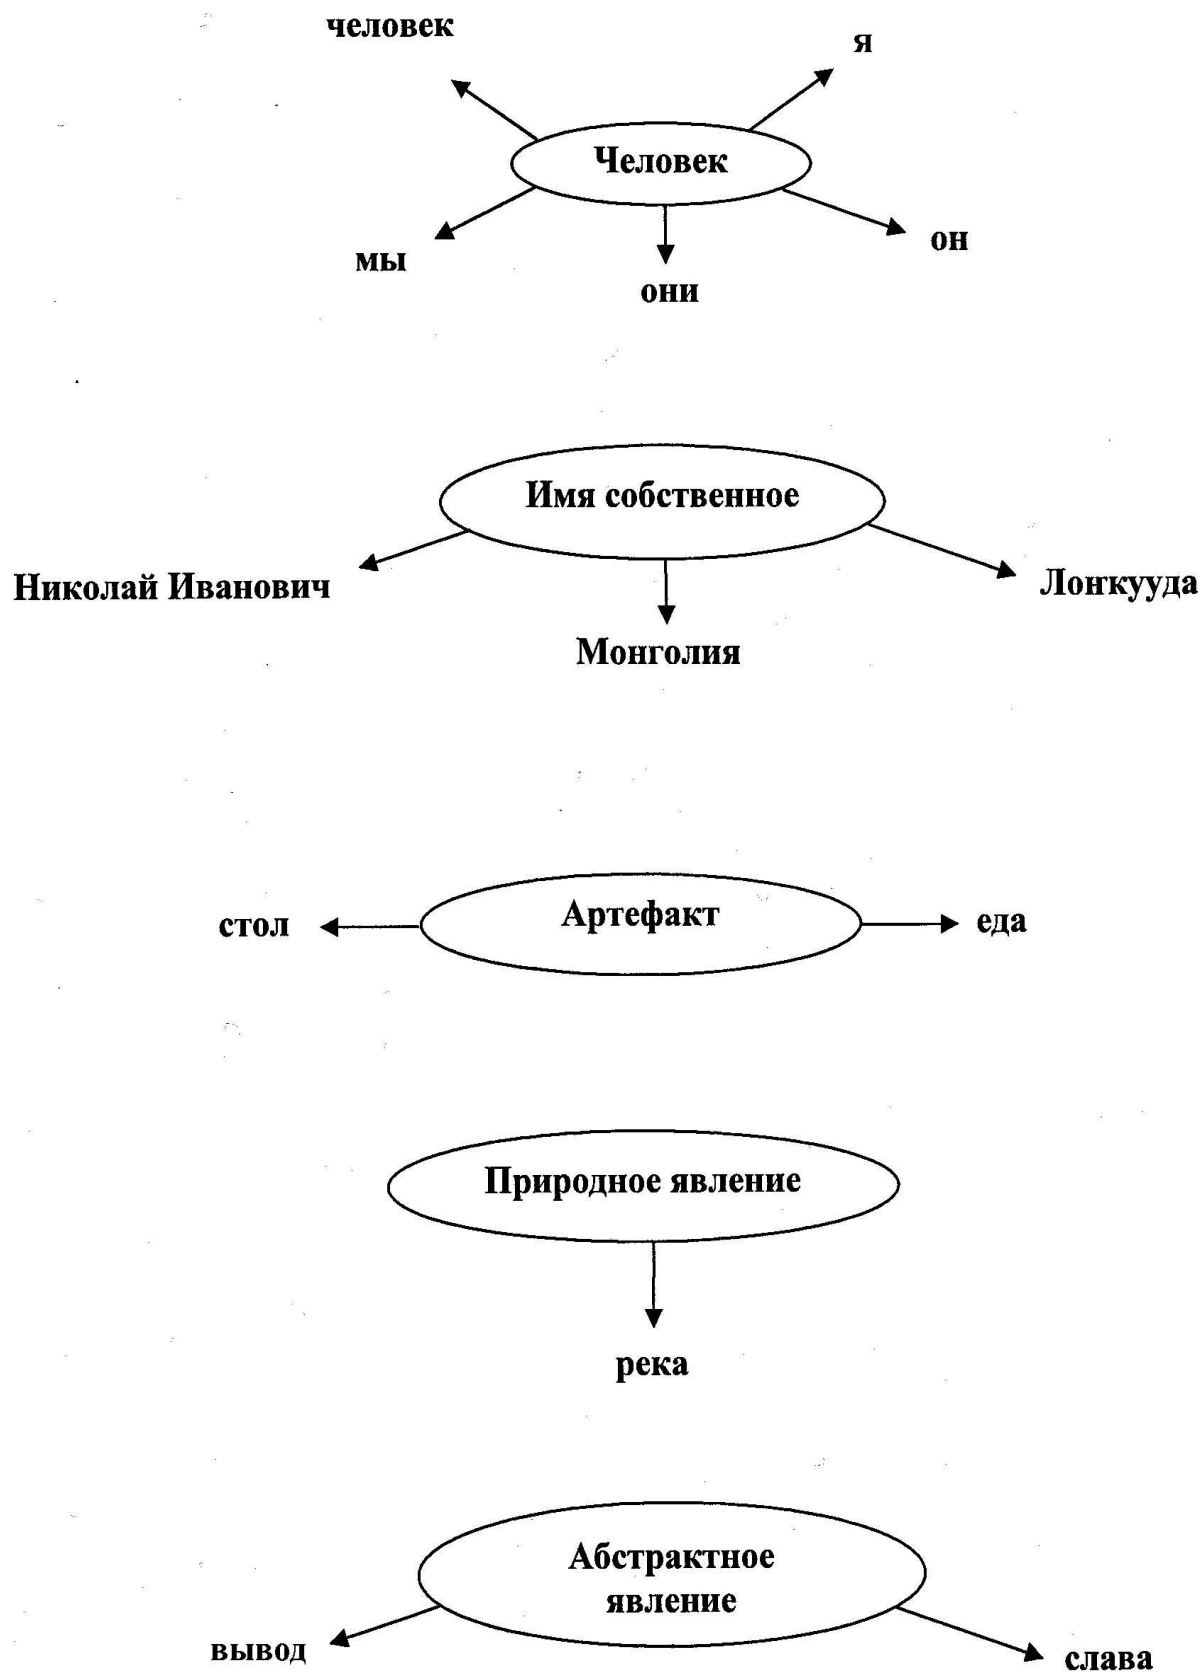 человек
я
Человек
мы
он
они
Имя собственное
Николай Иванович
Лоҥкууда
Монголия
стол
Артефакт
еда
Природное явление
река
Абстрактное
явление
вывод
слава